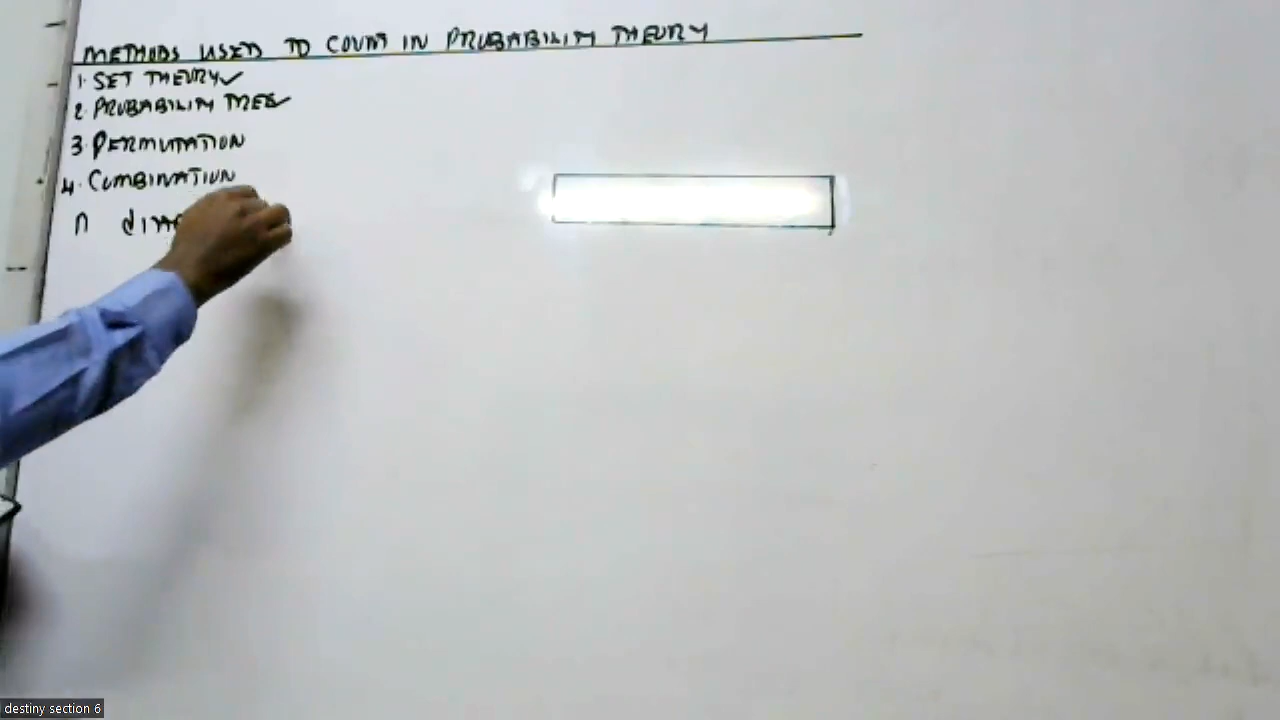 METHODS USED TO COUNT IN PROBABILITY THEORY
1. SET THEORY✓
2. PROBABILITY TREE✓
3. PERMUTATION
4. COMBINATION
n
destiny section 6